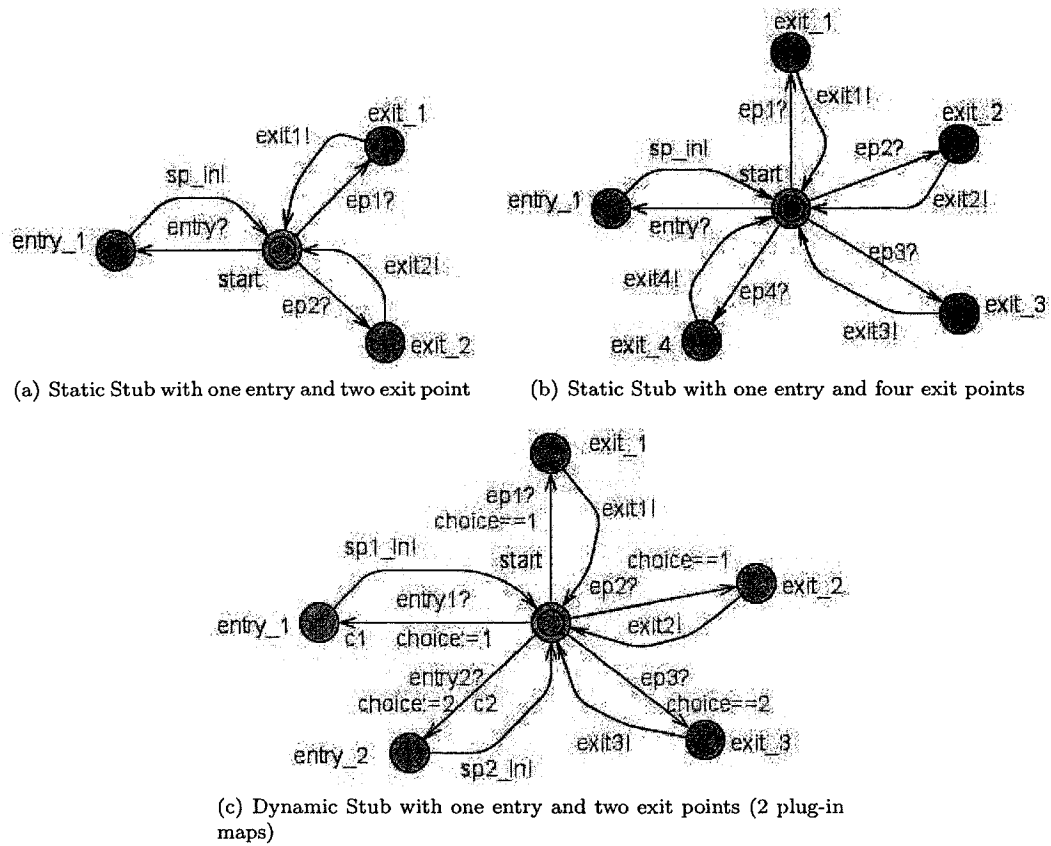 exit_1
exit_1
exit1!
ep1?
exit1!
exit_2
ep2?
sp_in!
sp_in!
start
ep1?
entry_1
entry?
exit2!
entry_1
entry?
exit2!
ep3?
start
exit4!
ep2?
ep4?
exit_2
exit_4
exit3!
exit_3
(a) Static Stub with one entry and two exit point
(b) Static Stub with one entry and four exit points
exit_1
ep1?
choice==1
exit1!
sp1_in!
start
choice==1
ep2?
entry1?
exit_2
entry_1
c1
choice:=1
exit2!
entry2?
ep3?
choice:=2
c2
choice==2
entry_2
exit3!
exit_3
sp2_in!
(c) Dynamic Stub with one entry and two exit points (2 plug-in
maps)